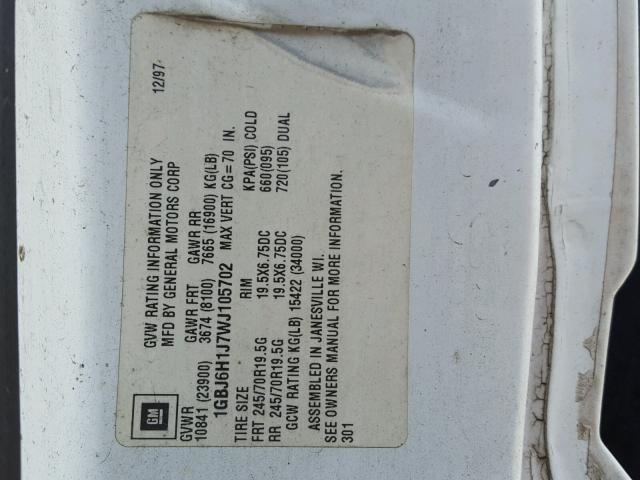 GM
GVW RATING INFORMATION ONLY
MFD BY GENERAL MOTORS CORP 12/97
GVWR GAWR FRT GAWR RR
10841 (23900) 3674 (8100) 7665 (16900) KG(LB)
1GBJ6H1J7WJ105702 MAX VERT CG=70 IN.
TIRE SIZE RIM KPA(PSI) COLD
FRT 245/70R19.5G 19.5X6.75DC 660(095)
RR 245/70R19.5G 19.5X6.75DC 720(105) DUAL
GCW RATING KG(LB) 15422 (34000)
ASSEMBLED IN JANESVILLE WI.
SEE OWNERS MANUAL FOR MORE INFORMATION.
301